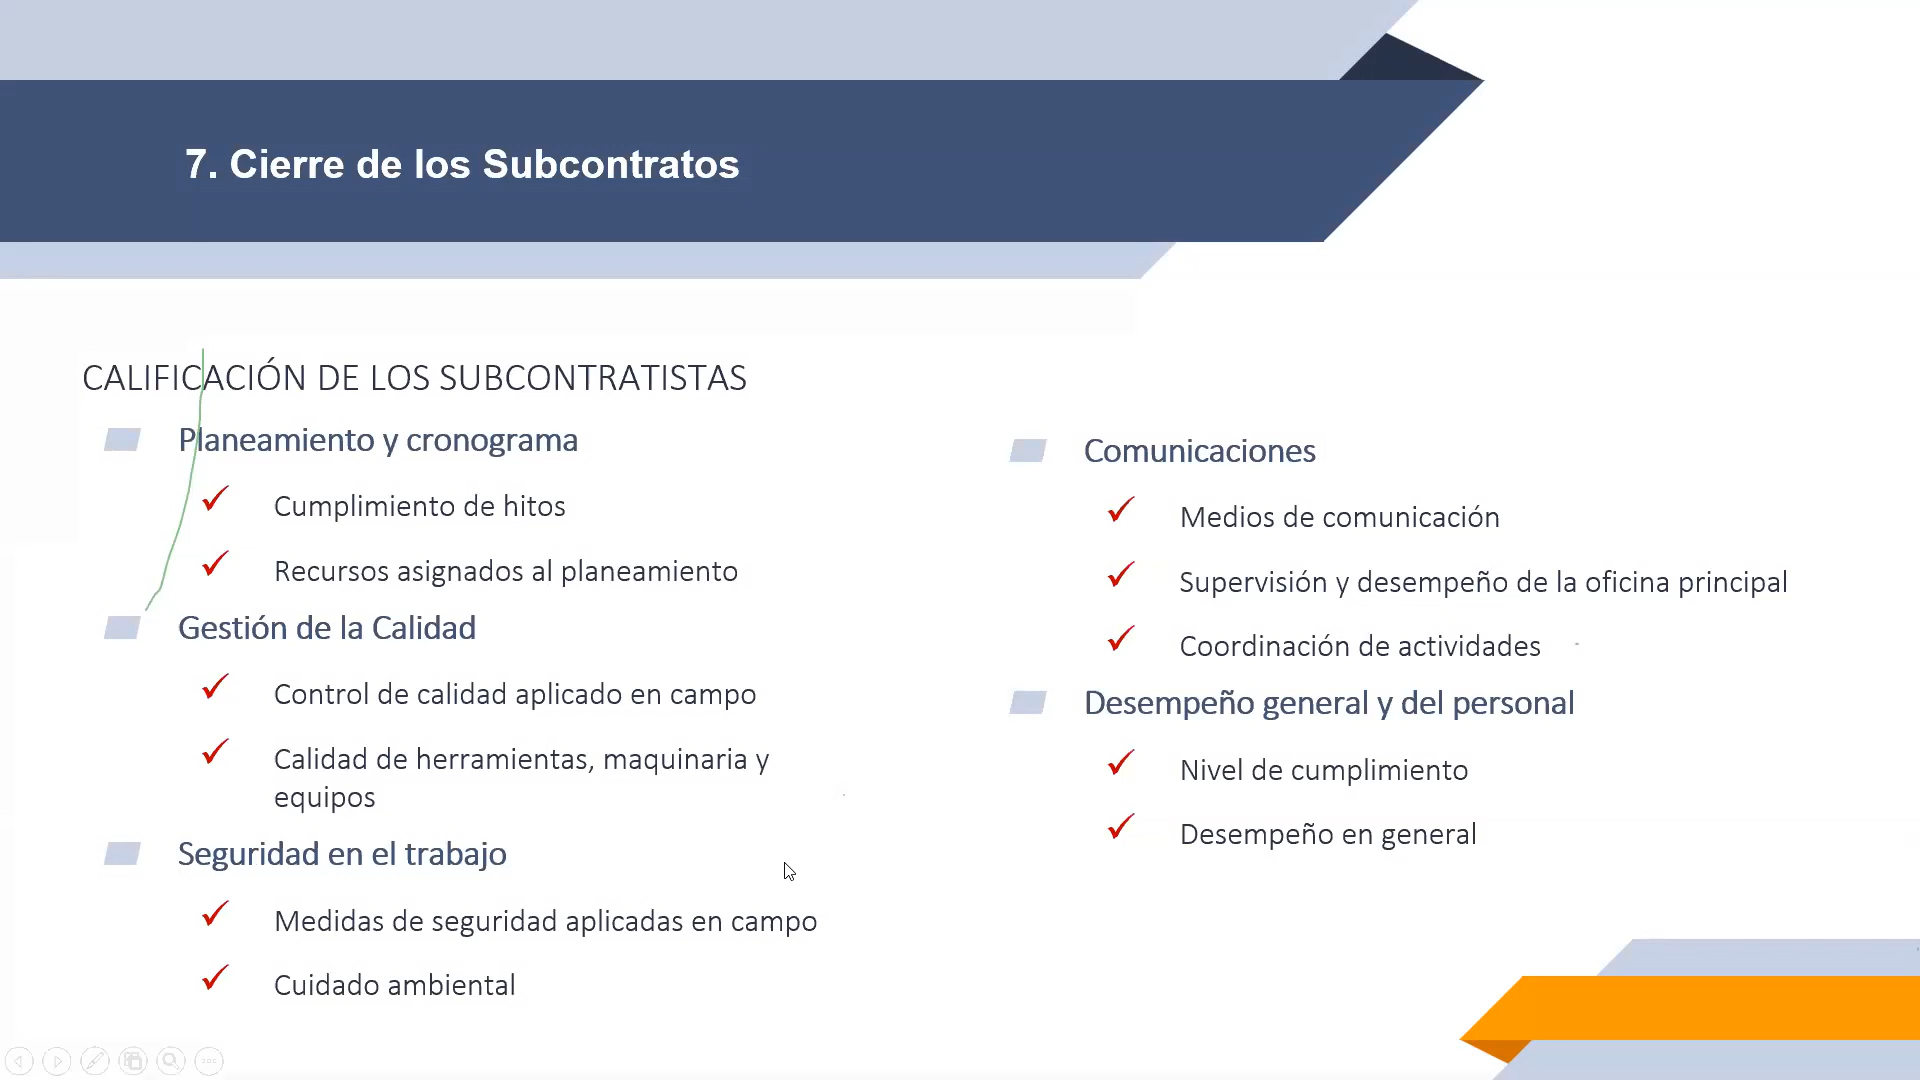 7. Cierre de los Subcontratos
CALIFICACIÓN DE LOS SUBCONTRATISTAS
Planeamiento y cronograma
Cumplimiento de hitos
Recursos asignados al planeamiento
Gestión de la Calidad
Control de calidad aplicado en campo
Calidad de herramientas, maquinaria y
equipos
Seguridad en el trabajo
Medidas de seguridad aplicadas en campo
Cuidado ambiental
Comunicaciones
Medios de comunicación
Supervisión y desempeño de la oficina principal
Coordinación de actividades
Desempeño general y del personal
Nivel de cumplimiento
Desempeño en general